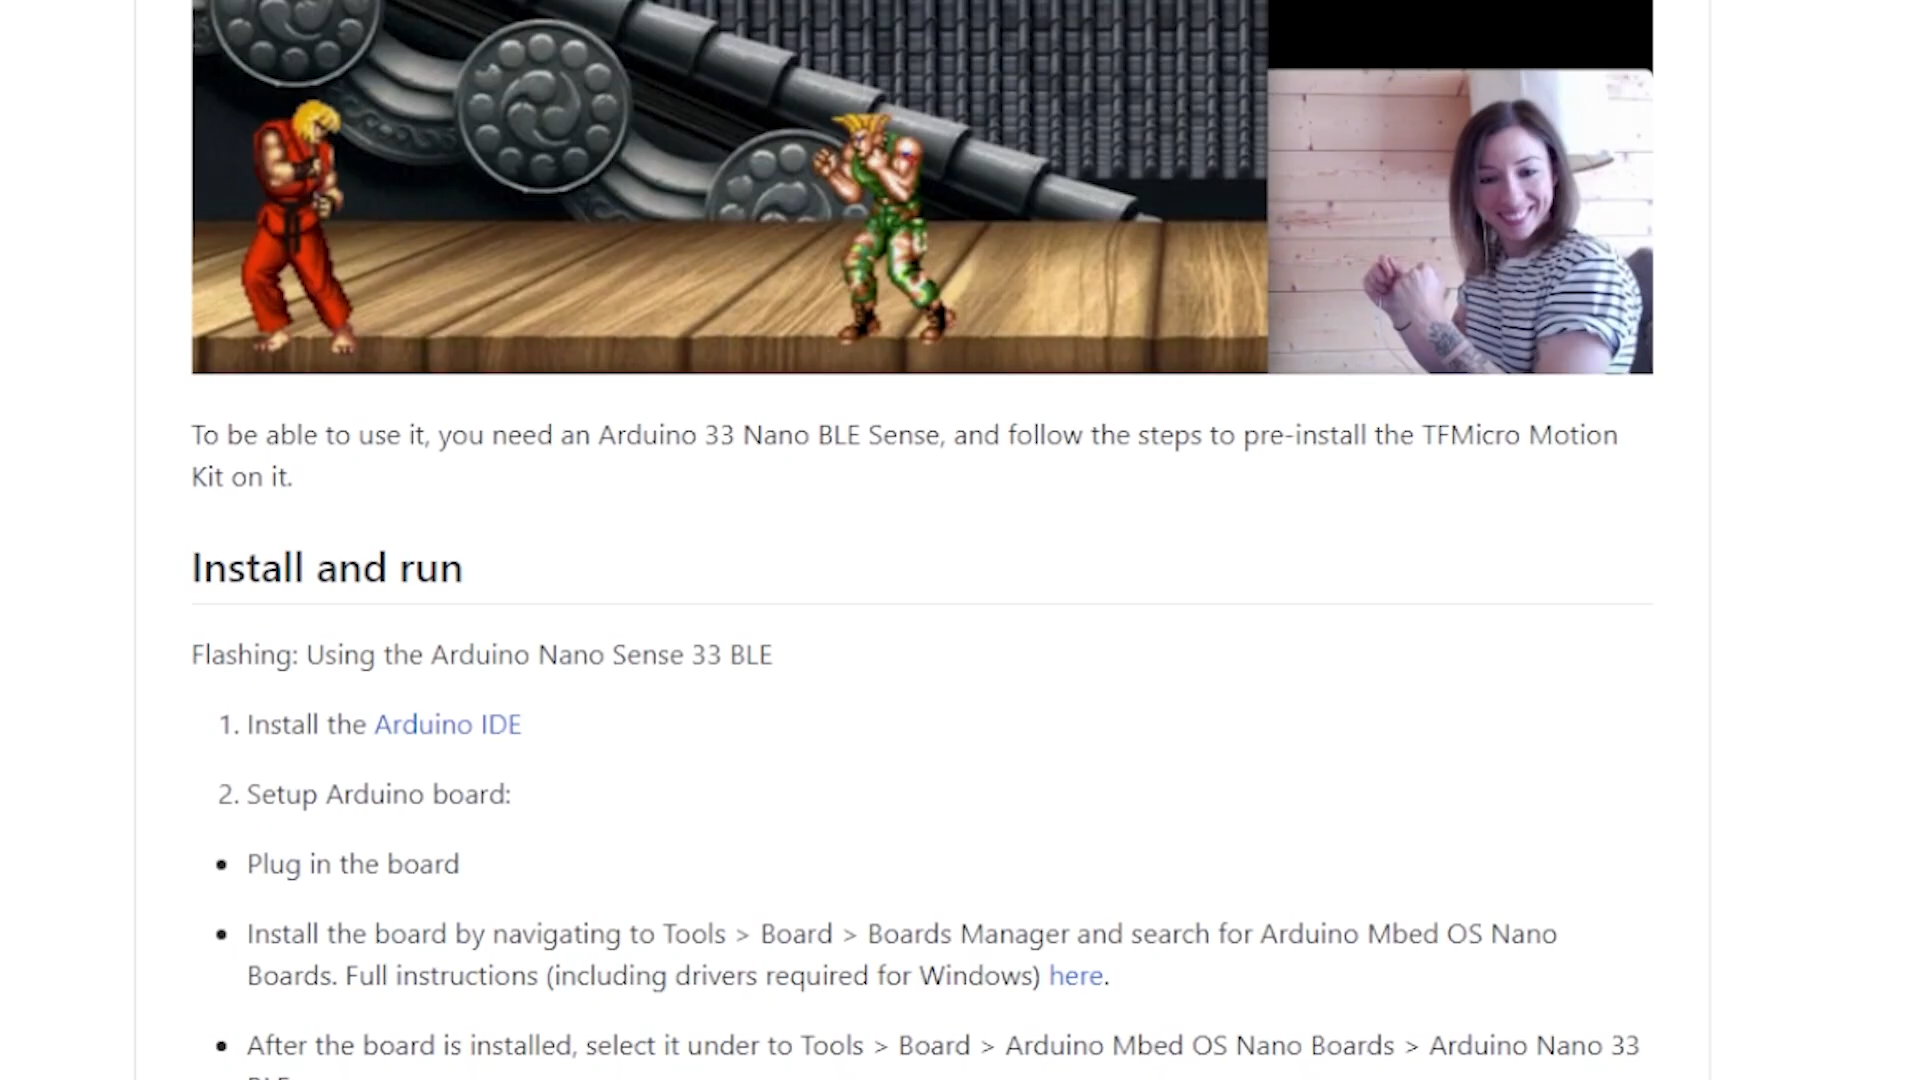 To be able to use it, you need an Arduino 33 Nano BLE Sense, and follow the steps to pre-install the TFMicro Motion
Kit on it.
Install and run
Flashing: Using the Arduino Nano Sense 33 BLE
1. Install the Arduino IDE
2. Setup Arduino board:
• Plug in the board
• Install the board by navigating to Tools > Board > Boards Manager and search for Arduino Mbed OS Nano
Boards. Full instructions (including drivers required for Windows) here.
• After the board is installed, select it under to Tools > Board > Arduino Mbed OS Nano Boards > Arduino Nano 33